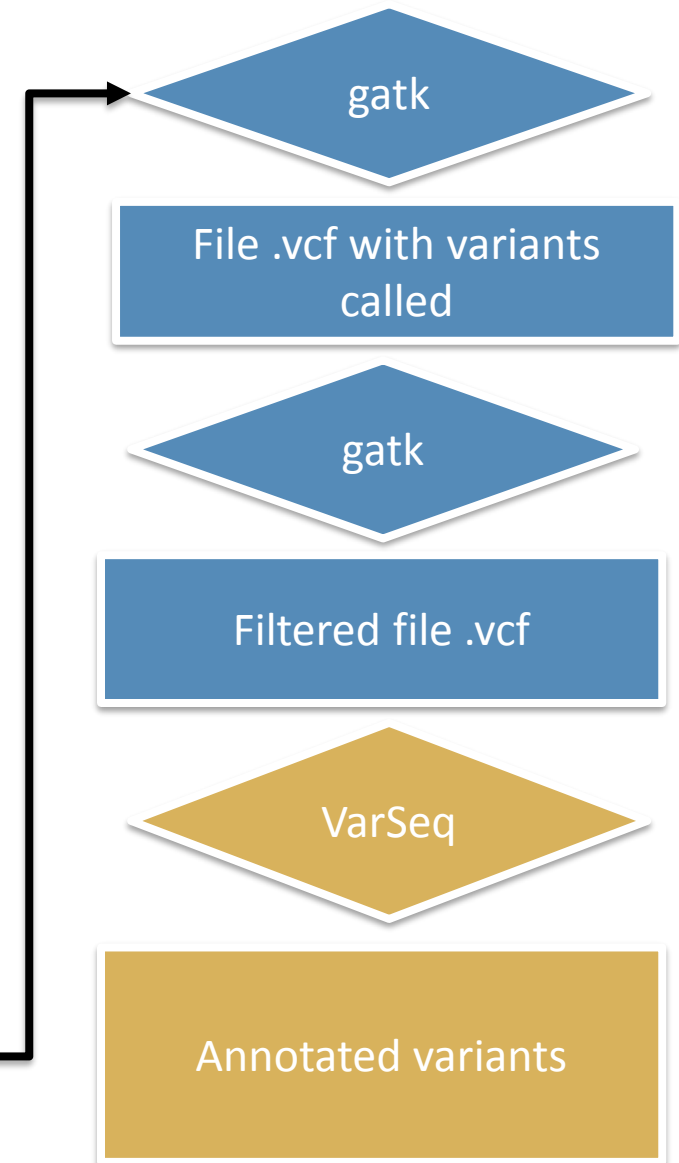 gatk
File .vcf with variants
called
gatk
Filtered file .vcf
VarSeq
Annotated variants